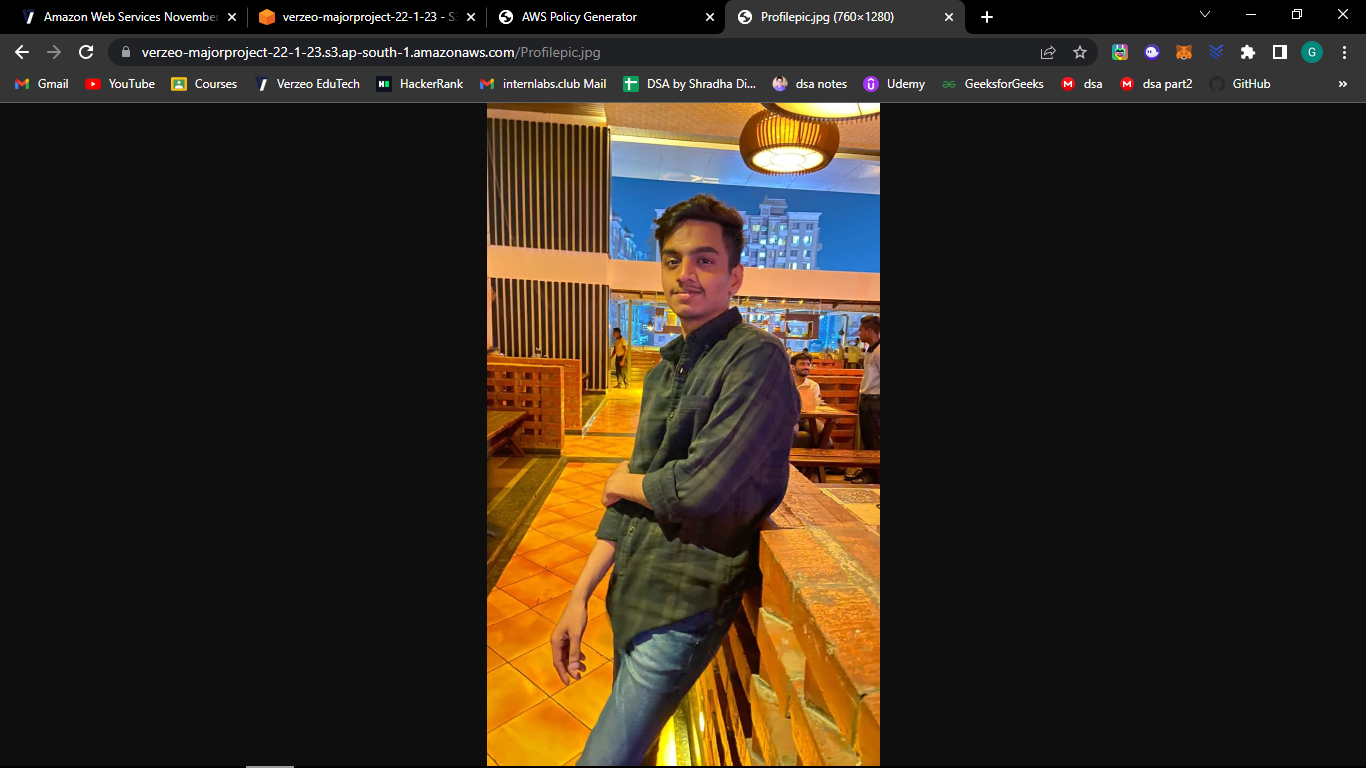 Amazon Web Services November
verzeo-majorproject-22-1-23 - S3
AWS Policy Generator
Profilepic.jpg (760×1280)
verzeo-majorproject-22-1-23.s3.ap-south-1.amazonaws.com/Profilepic.jpg
G
Gmail
YouTube
Courses
Verzeo EduTech
HackerRank
internlabs.club Mail
DSA by Shradha Di...
dsa notes
Udemy
GeeksforGeeks
dsa
dsa part2
GitHub